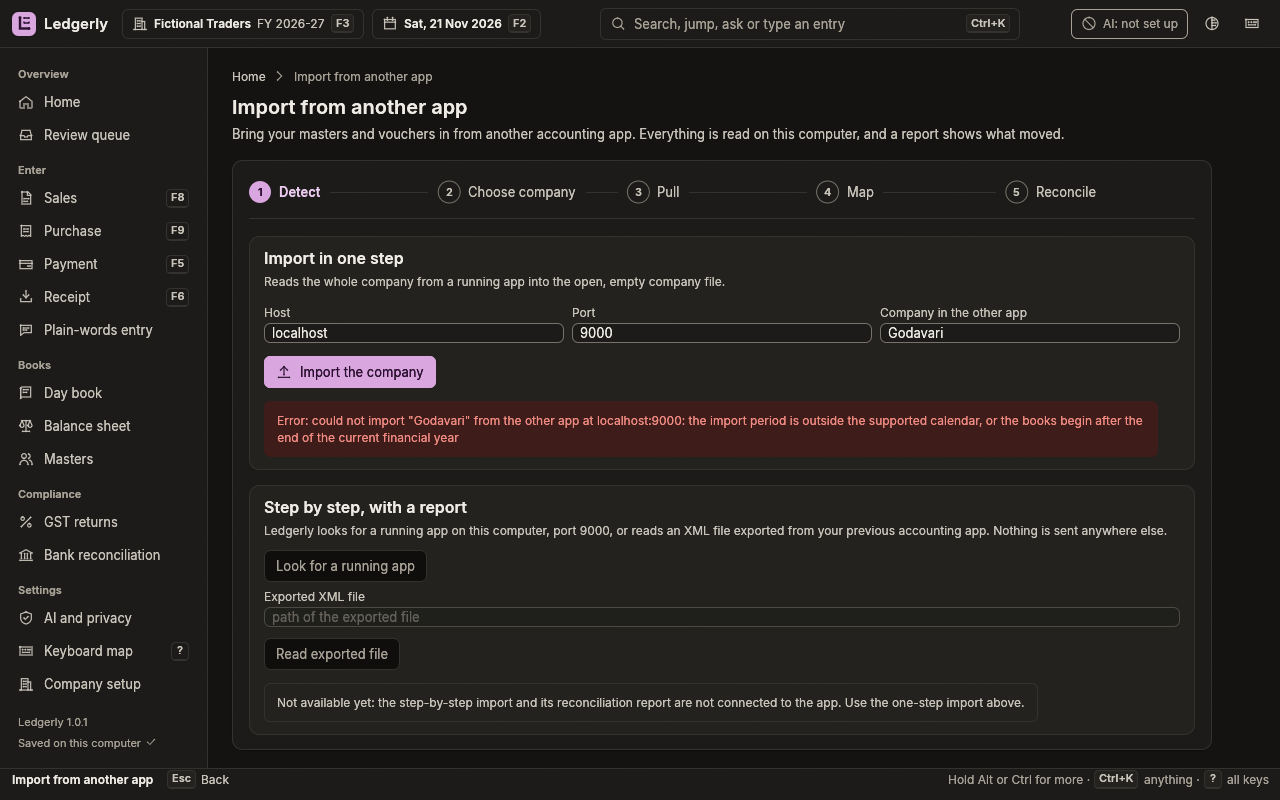 Ledgerly
Fictional Traders FY 2026-27 F3
Sat, 21 Nov 2026 F2
Search, jump, ask or type an entry Ctrl+K
AI: not set up
Overview
Home
Review queue
Enter
Sales F8
Purchase F9
Payment F5
Receipt F6
Plain-words entry
Books
Day book
Balance sheet
Masters
Compliance
GST returns
Bank reconciliation
Settings
AI and privacy
Keyboard map ?
Company setup
Ledgerly 1.0.1
Saved on this computer
Home Import from another app
Import from another app
Bring your masters and vouchers in from another accounting app. Everything is read on this computer, and a report shows what moved.
1 Detect 2 Choose company 3 Pull 4 Map 5 Reconcile
Import in one step
Reads the whole company from a running app into the open, empty company file.
Host Port Company in the other app
localhost 9000 Godavari
Import the company
Error: could not import "Godavari" from the other app at localhost:9000: the import period is outside the supported calendar, or the books begin after the
end of the current financial year
Step by step, with a report
Ledgerly looks for a running app on this computer, port 9000, or reads an XML file exported from your previous accounting app. Nothing is sent anywhere else.
Look for a running app
Exported XML file
path of the exported file
Read exported file
Not available yet: the step-by-step import and its reconciliation report are not connected to the app. Use the one-step import above.
Import from another app Esc Back
Hold Alt or Ctrl for more · Ctrl+K anything · ? all keys